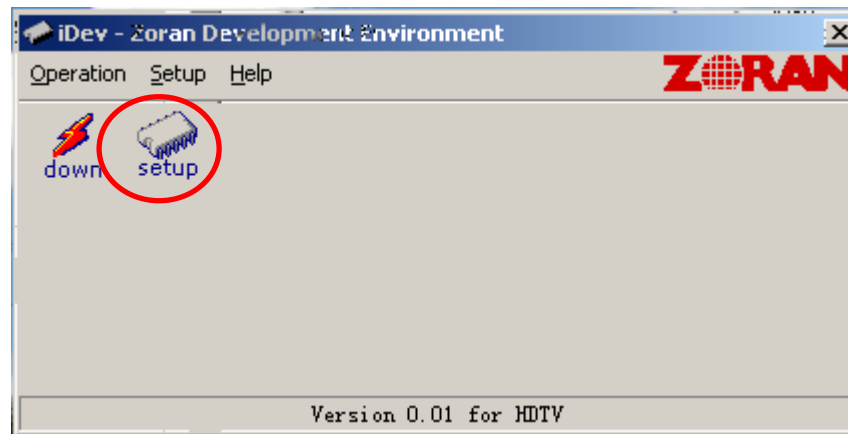 iDev - Zoran Development Environment
Operation Setup Help
ZORAN
down setup
Version 0.01 for HDTV